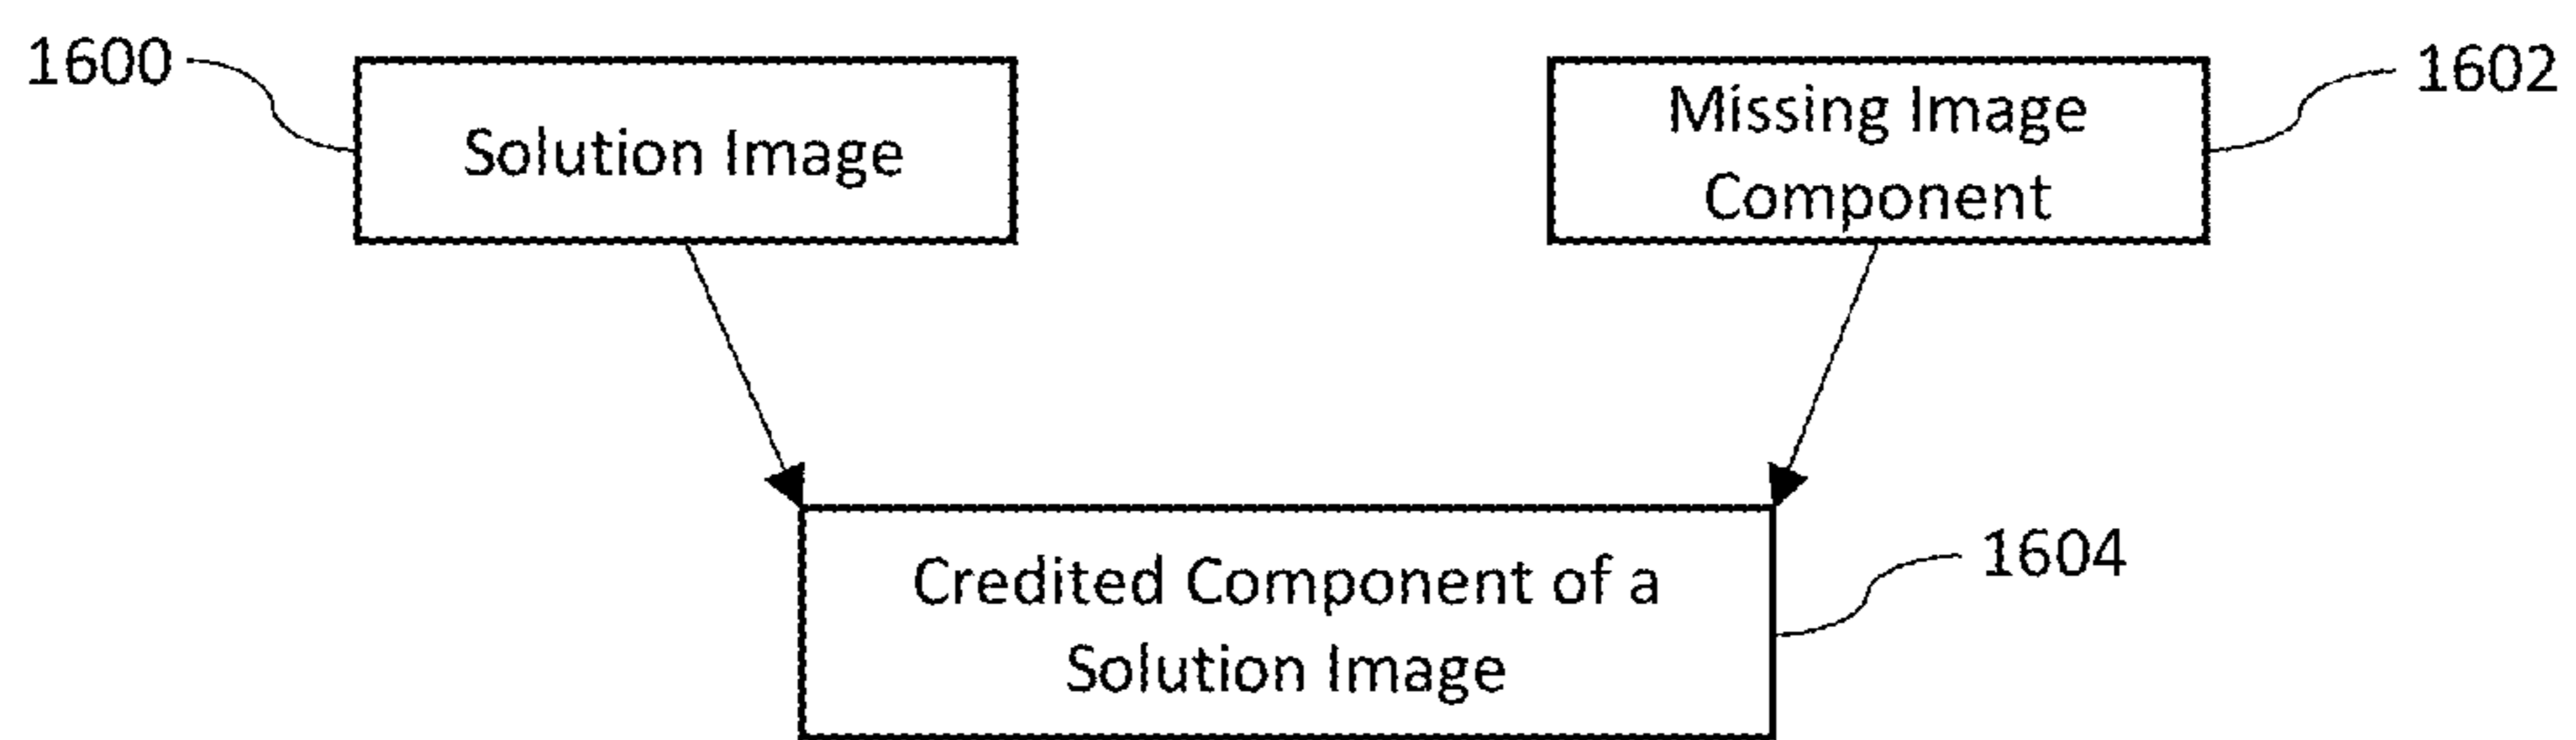 1600
Solution Image
Missing Image
Component
1602
Credited Component of a
Solution Image
1604